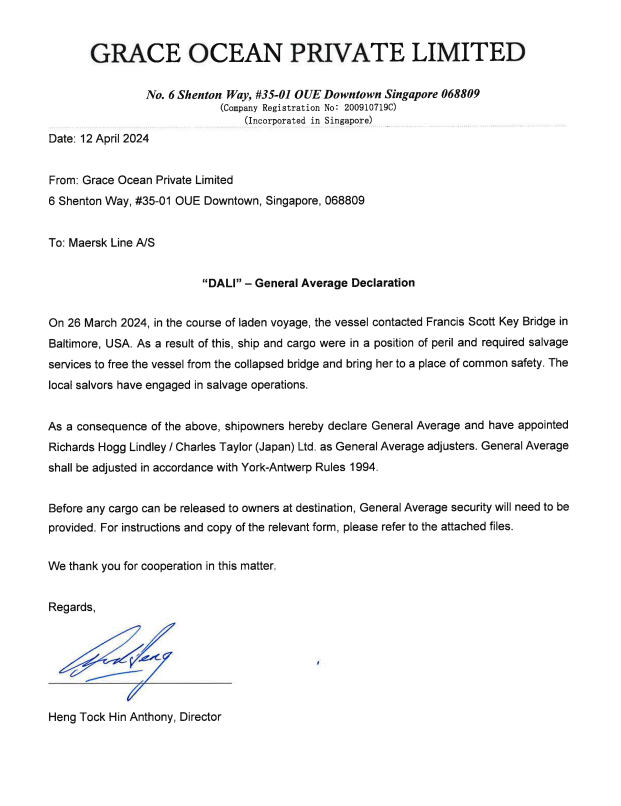 GRACE OCEAN PRIVATE LIMITED
No. 6 Shenton Way, #35-01 OUE Downtown Singapore 068809
(Company Registration No: 200910719C)
(Incorporated in Singapore)
Date: 12 April 2024
From: Grace Ocean Private Limited
6 Shenton Way, #35-01 OUE Downtown, Singapore, 068809
To: Maersk Line A/S
“DALI” – General Average Declaration
On 26 March 2024, in the course of laden voyage, the vessel contacted Francis Scott Key Bridge in
Baltimore, USA. As a result of this, ship and cargo were in a position of peril and required salvage
services to free the vessel from the collapsed bridge and bring her to a place of common safety. The
local salvors have engaged in salvage operations.
As a consequence of the above, shipowners hereby declare General Average and have appointed
Richards Hogg Lindley / Charles Taylor (Japan) Ltd. as General Average adjusters. General Average
shall be adjusted in accordance with York-Antwerp Rules 1994.
Before any cargo can be released to owners at destination, General Average security will need to be
provided. For instructions and copy of the relevant form, please refer to the attached files.
We thank you for cooperation in this matter.
Regards,
Heng Tock Hin Anthony, Director